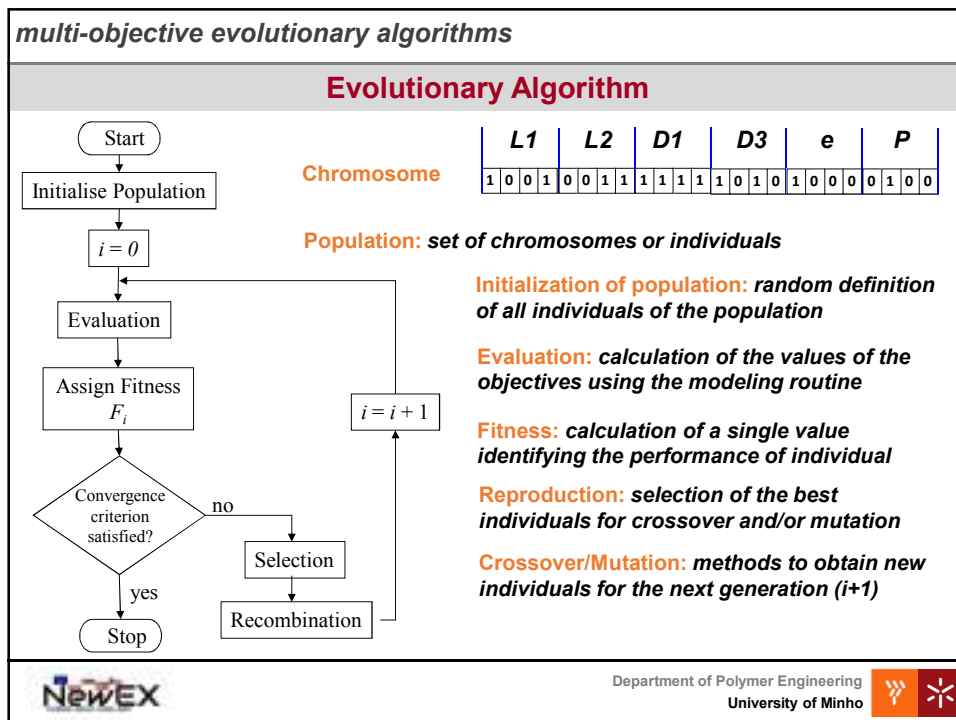 multi-objective evolutionary algorithms
Evolutionary Algorithm
Start
Initialise Population
i = 0
Evaluation
Assign Fitness
Fi
Convergence
criterion
satisfied?
no
yes
Selection
Recombination
i = i + 1
Stop
L1 L2 D1 D3 e P
Chromosome
1 0 0 1 0 0 1 1 1 1 1 1 1 0 1 0 1 0 0 0 0 1 0 0
Population: set of chromosomes or individuals
Initialization of population: random definition
of all individuals of the population
Evaluation: calculation of the values of the
objectives using the modeling routine
Fitness: calculation of a single value
identifying the performance of individual
Reproduction: selection of the best
individuals for crossover and/or mutation
Crossover/Mutation: methods to obtain new
individuals for the next generation (i+1)
NewEX
Department of Polymer Engineering
University of Minho